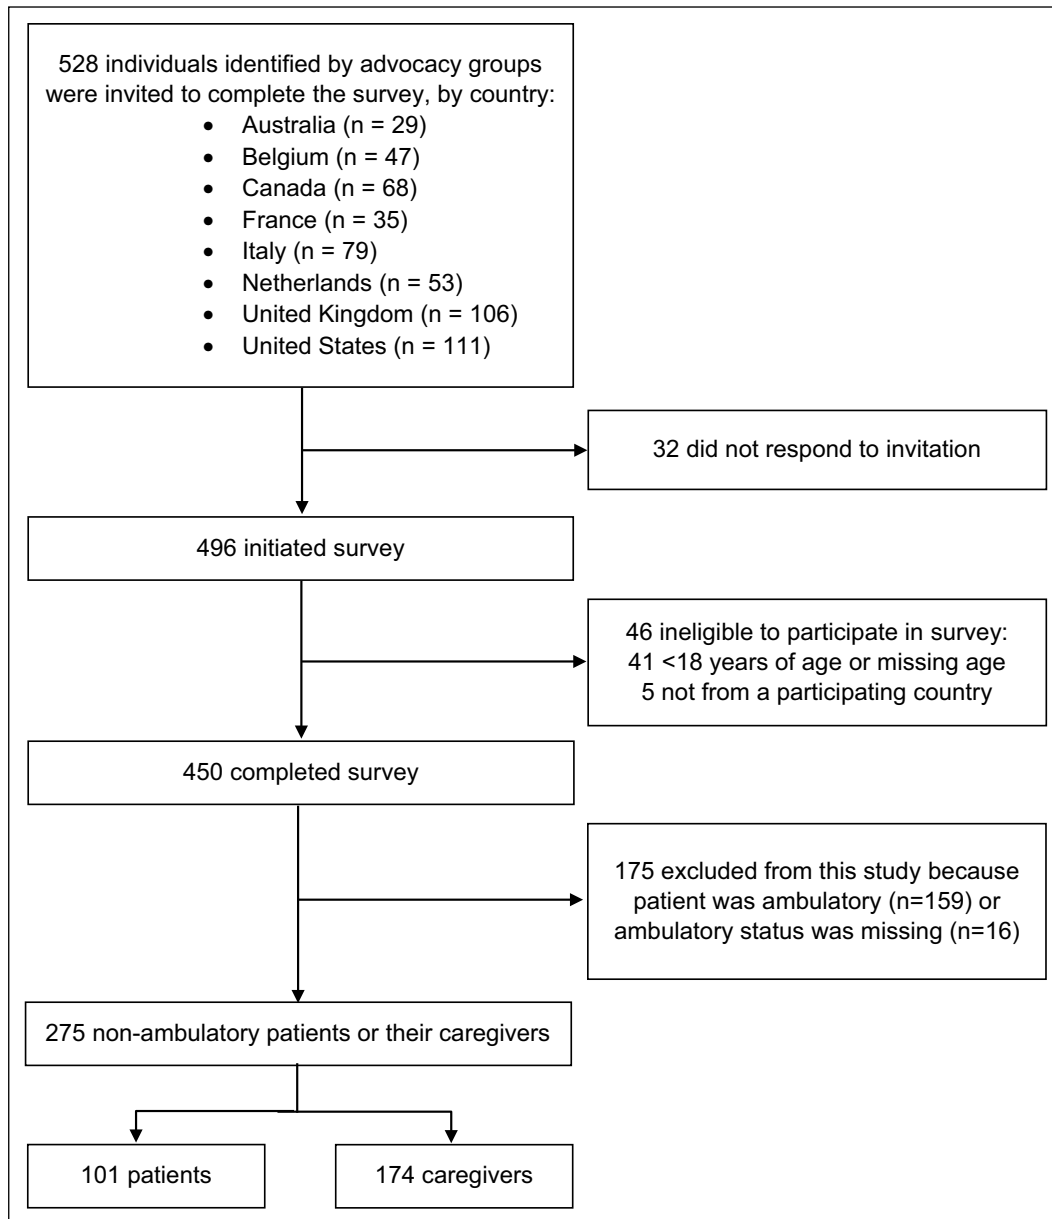 528 individuals identified by advocacy groups
were invited to complete the survey, by country:
• Australia (n = 29)
• Belgium (n = 47)
• Canada (n = 68)
• France (n = 35)
• Italy (n = 79)
• Netherlands (n = 53)
• United Kingdom (n = 106)
• United States (n = 111)
32 did not respond to invitation
496 initiated survey
46 ineligible to participate in survey:
41 <18 years of age or missing age
5 not from a participating country
450 completed survey
175 excluded from this study because
patient was ambulatory (n=159) or
ambulatory status was missing (n=16)
275 non-ambulatory patients or their caregivers
101 patients
174 caregivers